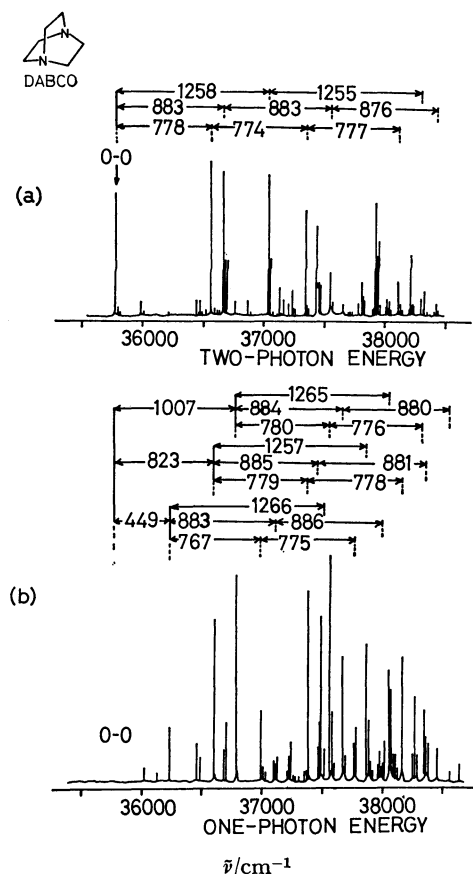 N
N
DABCO
1258 1255
883 883 876
778 774 777
0-0
(a)
36000 37000 38000
TWO-PHOTON ENERGY
1265
1007 884 880
780 776
1257
823 885 881
779 778
1266
449 883 886
767 775
(b)
0-0
36000 37000 38000
ONE-PHOTON ENERGY
ν̃/cm⁻¹